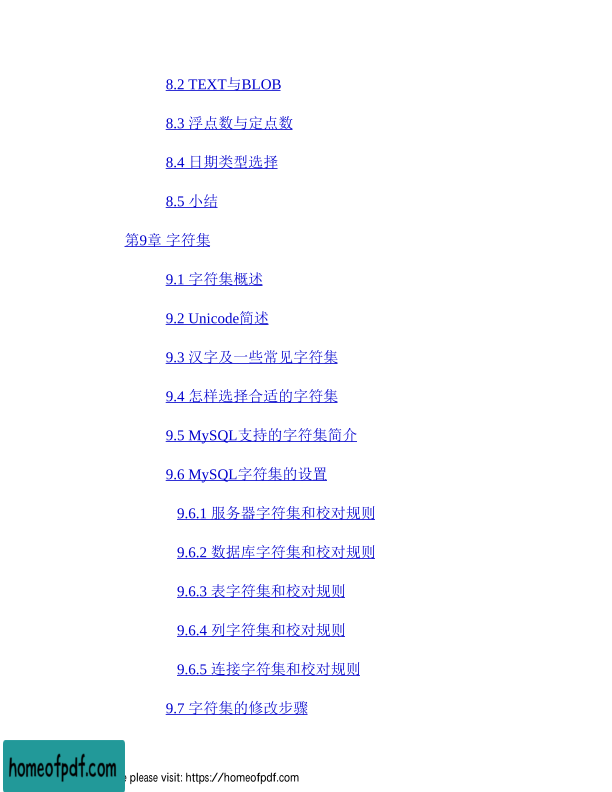 8.2 TEXT与BLOB
8.3 浮点数与定点数
8.4 日期类型选择
8.5 小结
第9章 字符集
9.1 字符集概述
9.2 Unicode简述
9.3 汉字及一些常见字符集
9.4 怎样选择合适的字符集
9.5 MySQL支持的字符集简介
9.6 MySQL字符集的设置
9.6.1 服务器字符集和校对规则
9.6.2 数据库字符集和校对规则
9.6.3 表字符集和校对规则
9.6.4 列字符集和校对规则
9.6.5 连接字符集和校对规则
9.7 字符集的修改步骤
homeofpdf.com
please visit: https://homeofpdf.com